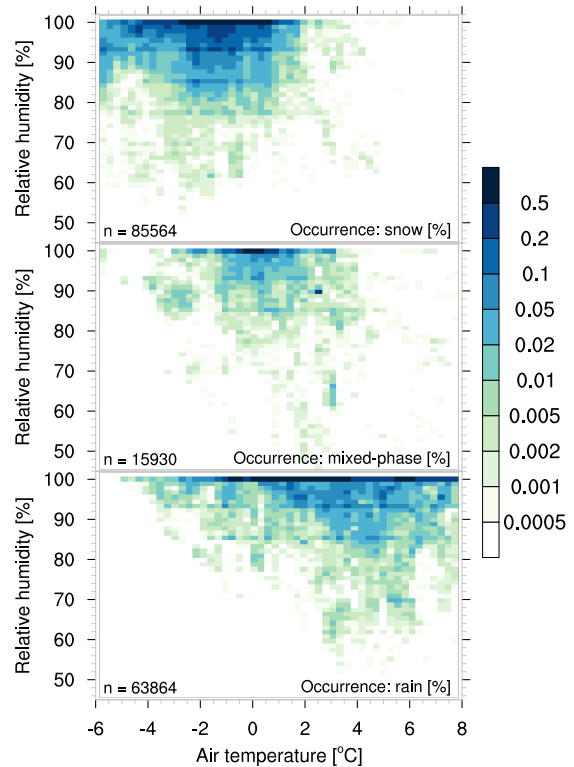 100
90
80
70
60
50
Relative humidity [%]
n = 85564
Occurrence: snow [%]
100
90
80
70
60
50
Relative humidity [%]
n = 15930
Occurrence: mixed-phase [%]
100
90
80
70
60
50
Relative humidity [%]
n = 63864
Occurrence: rain [%]
-6 -4 -2 0 2 4 6 8
Air temperature [°C]
0.5
0.2
0.1
0.05
0.02
0.01
0.005
0.002
0.001
0.0005